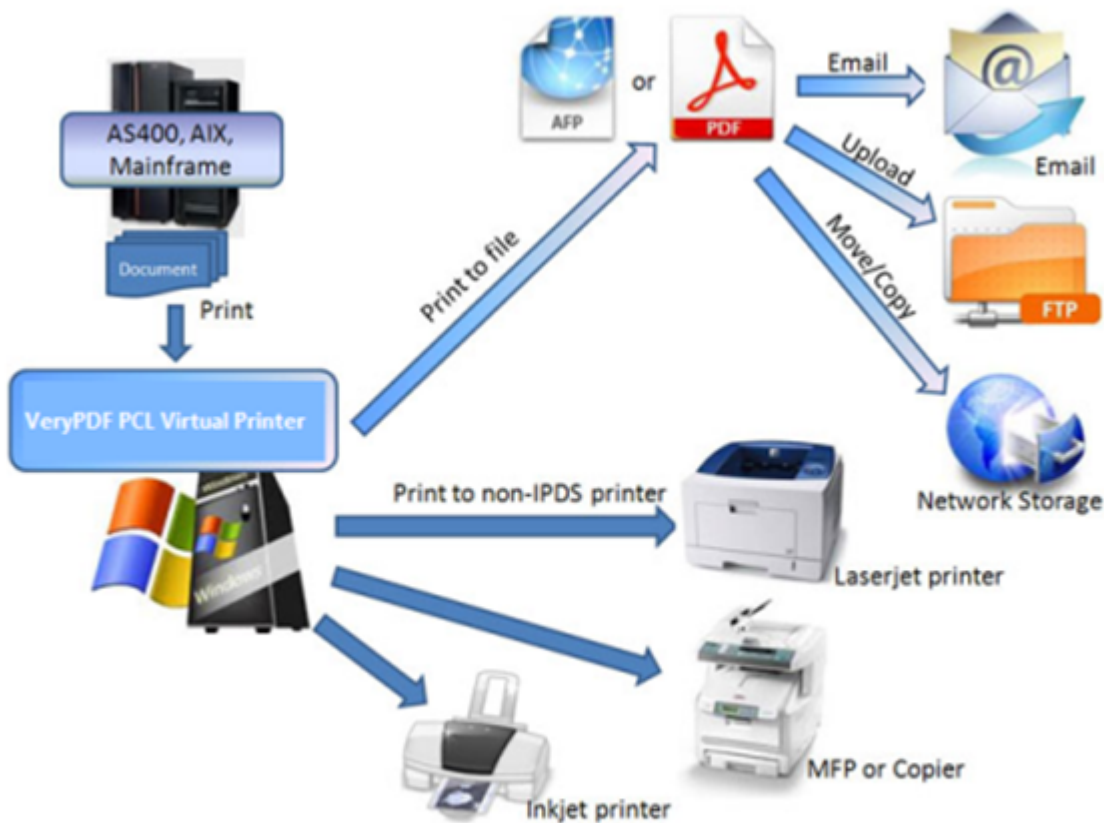 AS400, AIX,
Mainframe
Document
Print
VeryPDF PCL Virtual Printer
Windows
Print to file
AFP
or
PDF
Email
Email
Upload
FTP
Move/Copy
Network Storage
Print to non-IPDS printer
Laserjet printer
MFP or Copier
Inkjet printer